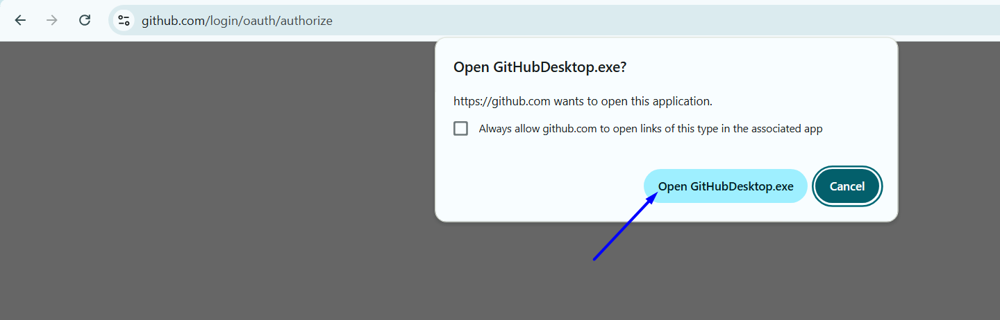 github.com/login/oauth/authorize
Open GitHubDesktop.exe?
https://github.com wants to open this application.
Always allow github.com to open links of this type in the associated app
Open GitHubDesktop.exe
Cancel